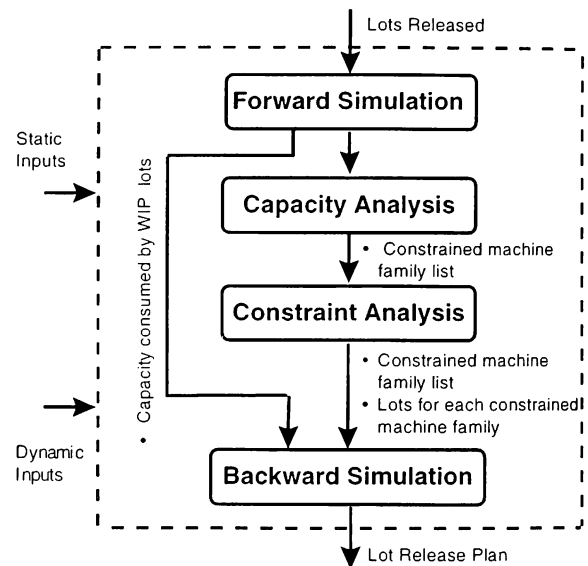 Lots Released
Forward Simulation
Static
Inputs
Capacity consumed by WIP lots
Capacity Analysis
• Constrained machine
family list
Constraint Analysis
• Constrained machine
family list
• Lots for each constrained
machine family
Dynamic
Inputs
Backward Simulation
Lot Release Plan